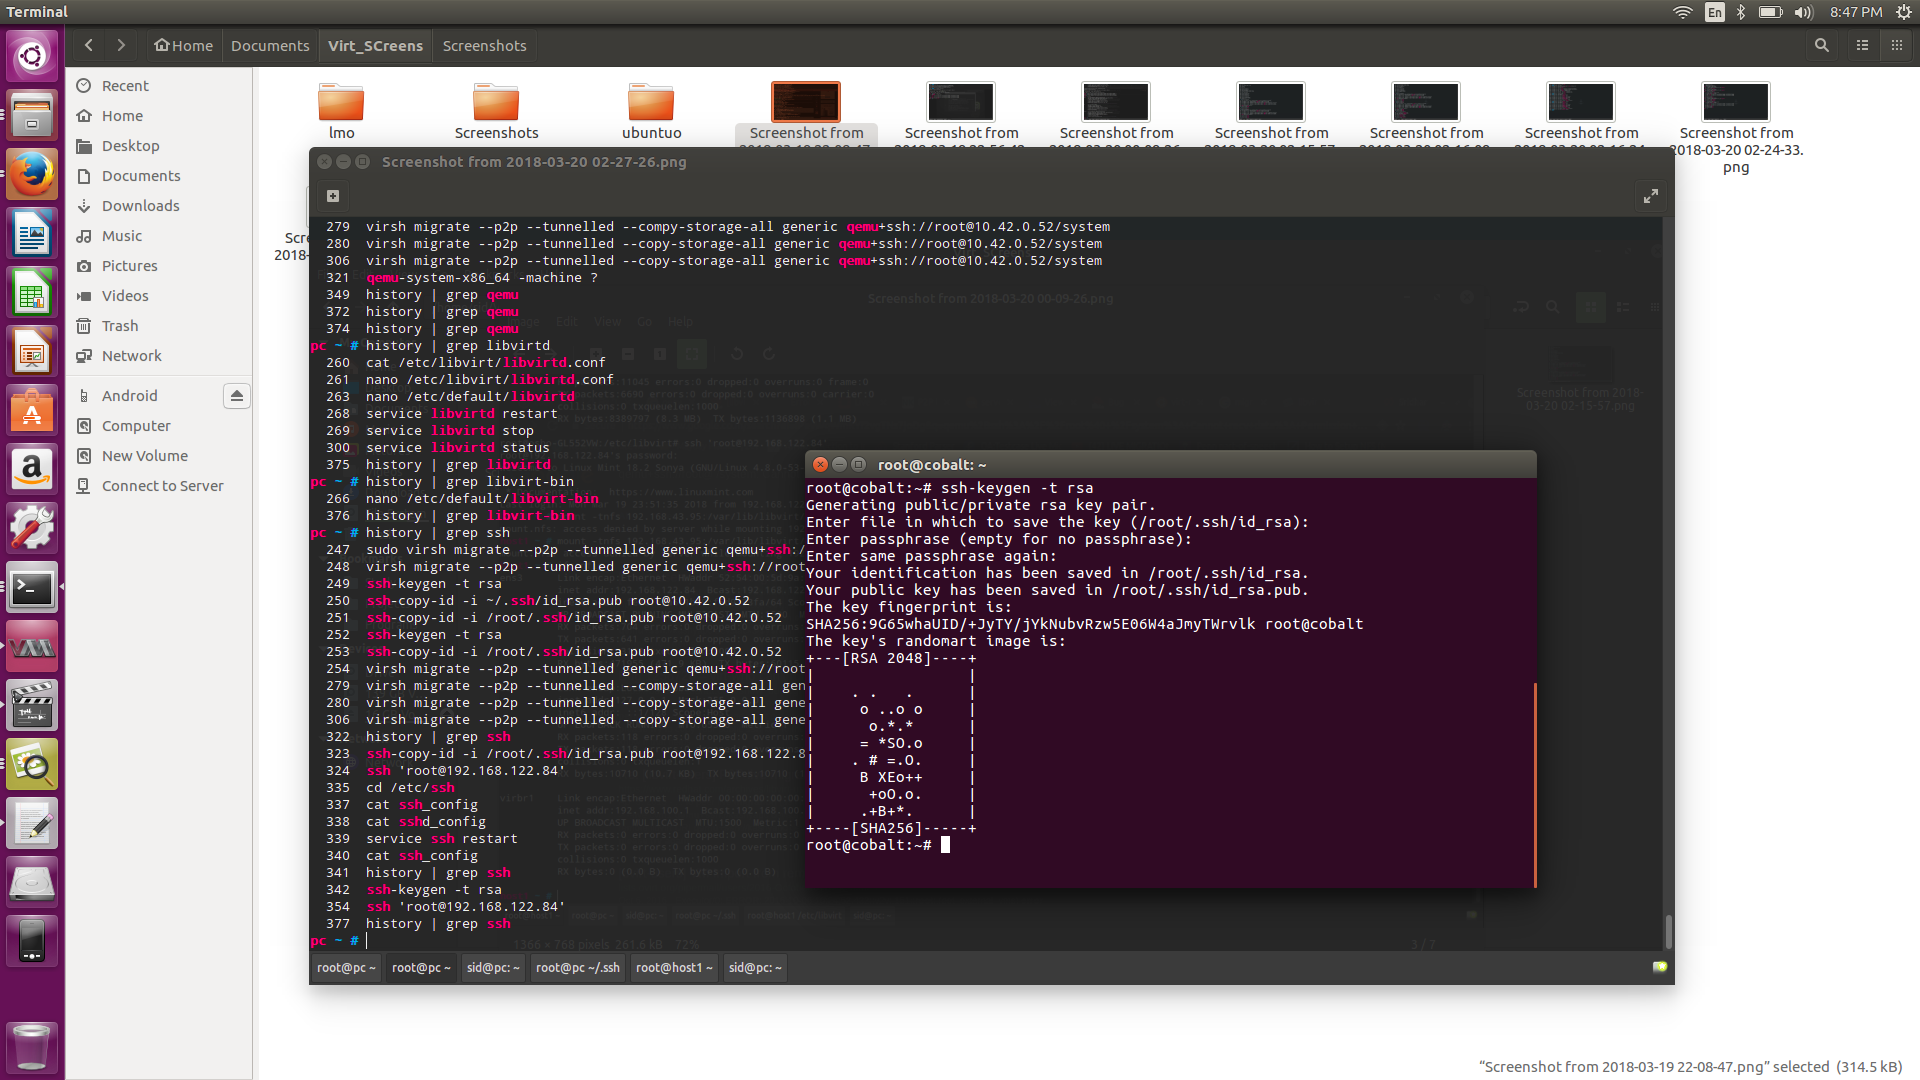 Terminal
En
8:47 PM
Home
Documents
Virt_SCreens
Screenshots
Recent
Home
Desktop
Documents
Downloads
Music
Pictures
Videos
Trash
Network
Android
Computer
New Volume
Connect to Server
lmo
Screenshots
ubuntuo
Screenshot from
Screenshot from
Screenshot from
Screenshot from
Screenshot from
Screenshot from
Screenshot from
2018-03-20 02-24-33.
png
Screenshot from 2018-03-20 02-27-26.png
279 virsh migrate --p2p --tunnelled --compy-storage-all generic qemu+ssh://root@10.42.0.52/system
280 virsh migrate --p2p --tunnelled --copy-storage-all generic qemu+ssh://root@10.42.0.52/system
306 virsh migrate --p2p --tunnelled --copy-storage-all generic qemu+ssh://root@10.42.0.52/system
321 qemu-system-x86_64 -machine ?
349 history | grep qemu
372 history | grep qemu
374 history | grep qemu
pc ~ # history | grep libvirtd
260 cat /etc/libvirt/libvirtd.conf
261 nano /etc/libvirt/libvirtd.conf
263 nano /etc/default/libvirtd
268 service libvirtd restart
269 service libvirtd stop
300 service libvirtd status
375 history | grep libvirtd
pc ~ # history | grep libvirt-bin
266 nano /etc/default/libvirt-bin
376 history | grep libvirt-bin
pc ~ # history | grep ssh
247 sudo virsh migrate --p2p --tunnelled generic qemu+ssh:/
248 virsh migrate --p2p --tunnelled generic qemu+ssh://root
249 ssh-keygen -t rsa
250 ssh-copy-id -i ~/.ssh/id_rsa.pub root@10.42.0.52
251 ssh-copy-id -i /root/.ssh/id_rsa.pub root@10.42.0.52
252 ssh-keygen -t rsa
253 ssh-copy-id -i /root/.ssh/id_rsa.pub root@10.42.0.52
254 virsh migrate --p2p --tunnelled generic qemu+ssh://root
279 virsh migrate --p2p --tunnelled --compy-storage-all gen
280 virsh migrate --p2p --tunnelled --copy-storage-all gene
306 virsh migrate --p2p --tunnelled --copy-storage-all gene
322 history | grep ssh
323 ssh-copy-id -i /root/.ssh/id_rsa.pub root@192.168.122.8
324 ssh 'root@192.168.122.84'
335 cd /etc/ssh
337 cat ssh_config
338 cat sshd_config
339 service ssh restart
340 cat ssh_config
341 history | grep ssh
342 ssh-keygen -t rsa
354 ssh 'root@192.168.122.84'
377 history | grep ssh
pc ~ #
root@pc ~
root@pc ~
sid@pc: ~
root@pc ~/.ssh
root@host1 ~
sid@pc: ~
root@cobalt: ~
root@cobalt:~# ssh-keygen -t rsa
Generating public/private rsa key pair.
Enter file in which to save the key (/root/.ssh/id_rsa):
Enter passphrase (empty for no passphrase):
Enter same passphrase again:
Your identification has been saved in /root/.ssh/id_rsa.
Your public key has been saved in /root/.ssh/id_rsa.pub.
The key fingerprint is:
SHA256:9G65whaUID/+JyTY/jYkNubvRzw5E06W4aJmyTWrvlk root@cobalt
The key's randomart image is:
+---[RSA 2048]----+
|                 |
|    . .   .      |
|     o ..o o     |
|      o.*.*      |
|     = *SO.o     |
|    . # =.O.     |
|     B XEo++     |
|      +oO.o.     |
|     .+B+*.      |
+----[SHA256]-----+
root@cobalt:~#
“Screenshot from 2018-03-19 22-08-47.png” selected (314.5 kB)